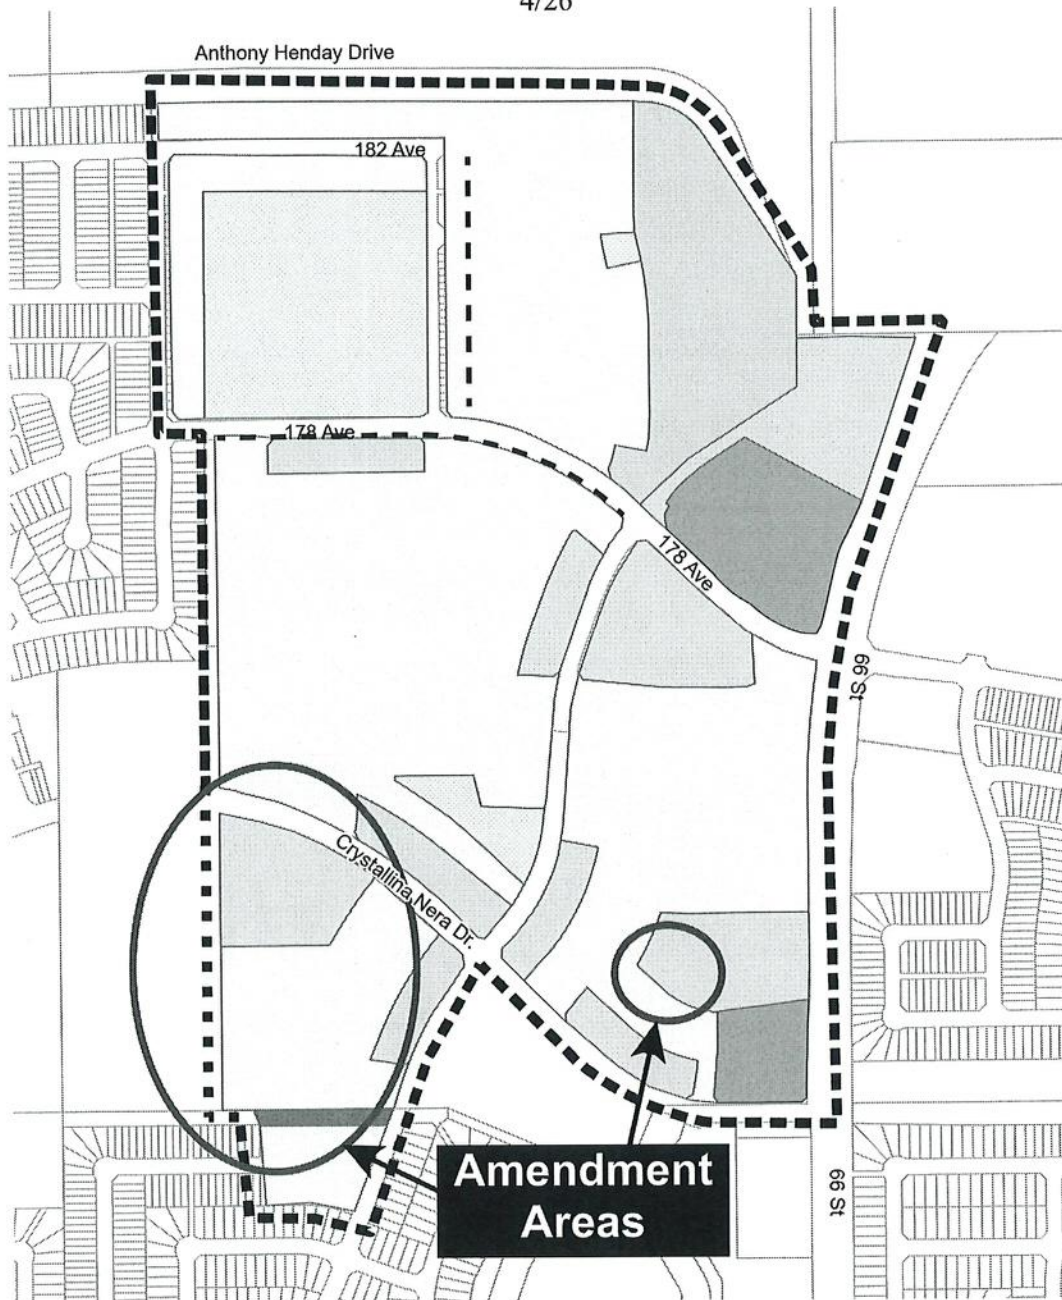 4/26
Anthony Henday Drive
182 Ave
178 Ave
178 Ave
66 St
Crystallina Nera Dr.
Amendment
Areas
66 St